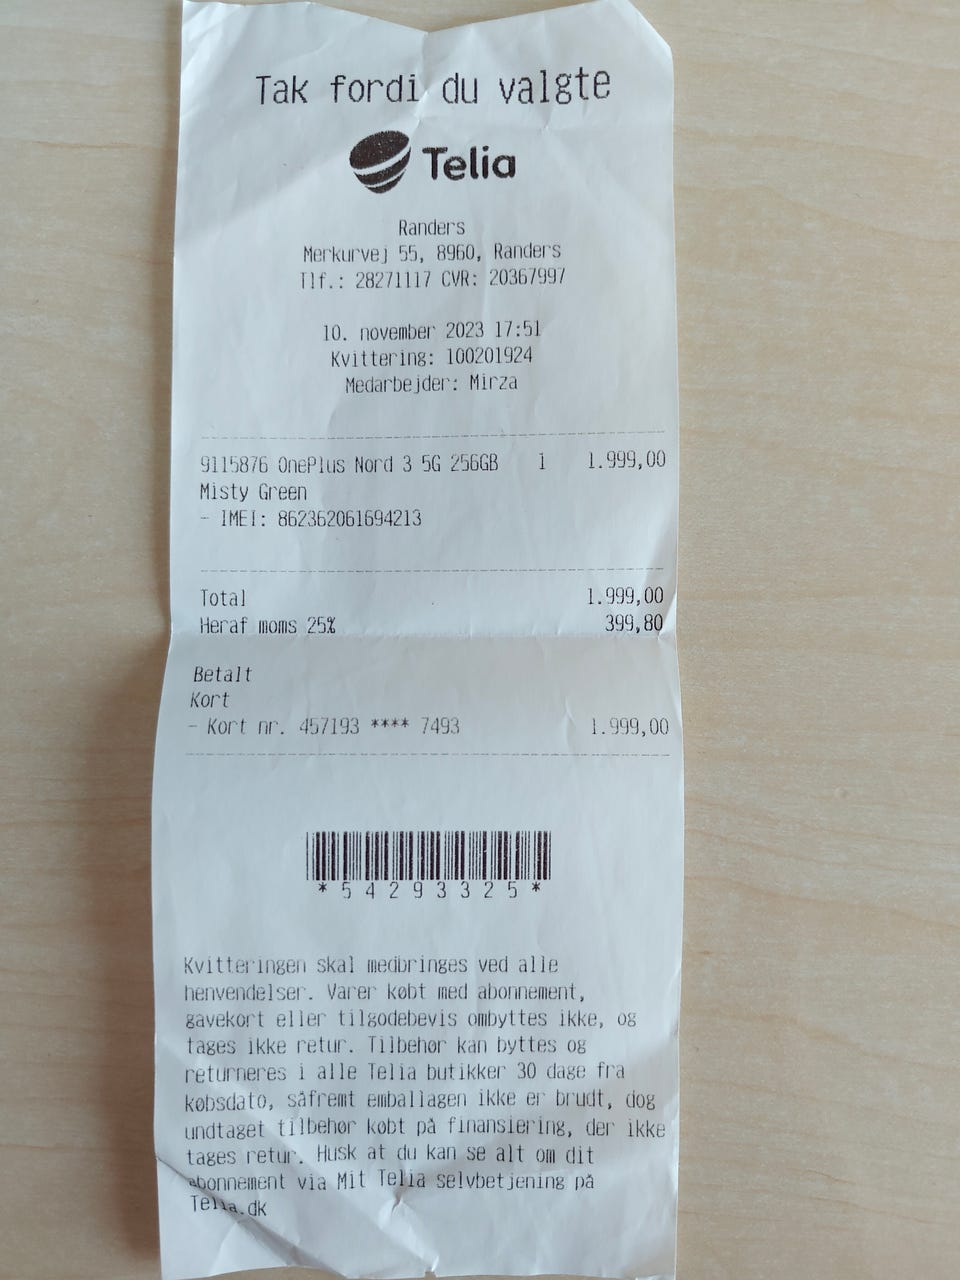 Tak fordi du valgte
Telia
Randers
Merkurvej 55, 8960, Randers
Tlf.: 28271117 CVR: 20367997
10. november 2023 17:51
Kvittering: 100201924
Medarbejder: Mirza
9115876 OnePlus Nord 3 5G 256GB 1 1.999,00
Misty Green
- IMEI: 862362061694213
Total 1.999,00
Heraf moms 25% 399,80
Betalt
Kort
- Kort nr. 457193 **** 7493 1.999,00
*54293325*
Kvitteringen skal medbringes ved alle
henvendelser. Varer købt med abonnement,
gavekort eller tilgodebevis ombyttes ikke, og
tages ikke retur. Tilbehør kan byttes og
returneres i alle Telia butikker 30 dage fra
købsdato, såfremt emballagen ikke er brudt, dog
undtaget tilbehør købt på finansiering, der ikke
tages retur. Husk at du kan se alt om dit
abonnement via Mit Telia selvbetjening på
Telia.dk